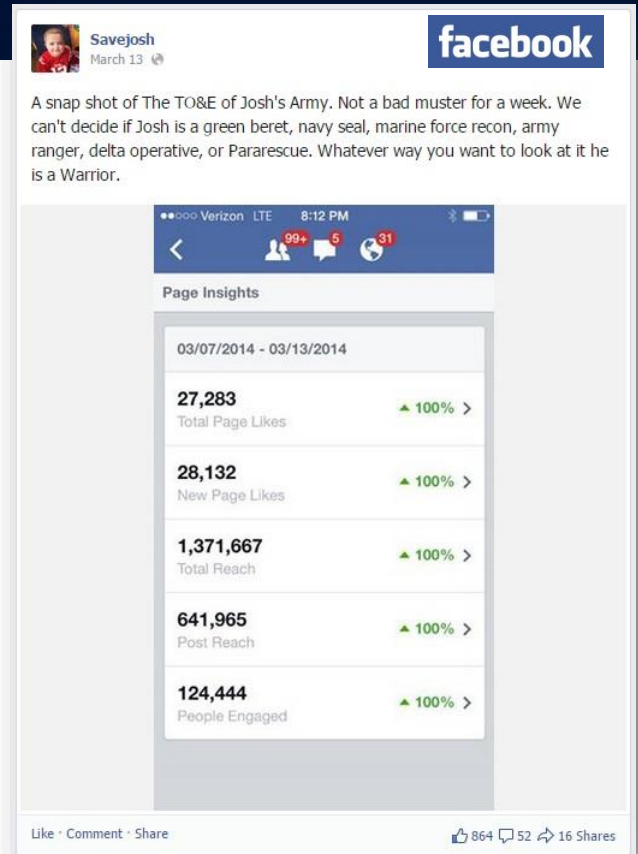 Savejosh
March 13
facebook
A snap shot of The TO&E of Josh's Army. Not a bad muster for a week. We
can't decide if Josh is a green beret, navy seal, marine force recon, army
ranger, delta operative, or Pararescue. Whatever way you want to look at it he
is a Warrior.
Verizon LTE 8:12 PM
99+ 5 31
Page Insights
03/07/2014 - 03/13/2014
27,283
Total Page Likes
100%
28,132
New Page Likes
100%
1,371,667
Total Reach
100%
641,965
Post Reach
100%
124,444
People Engaged
100%
Like · Comment · Share
864 52 16 Shares